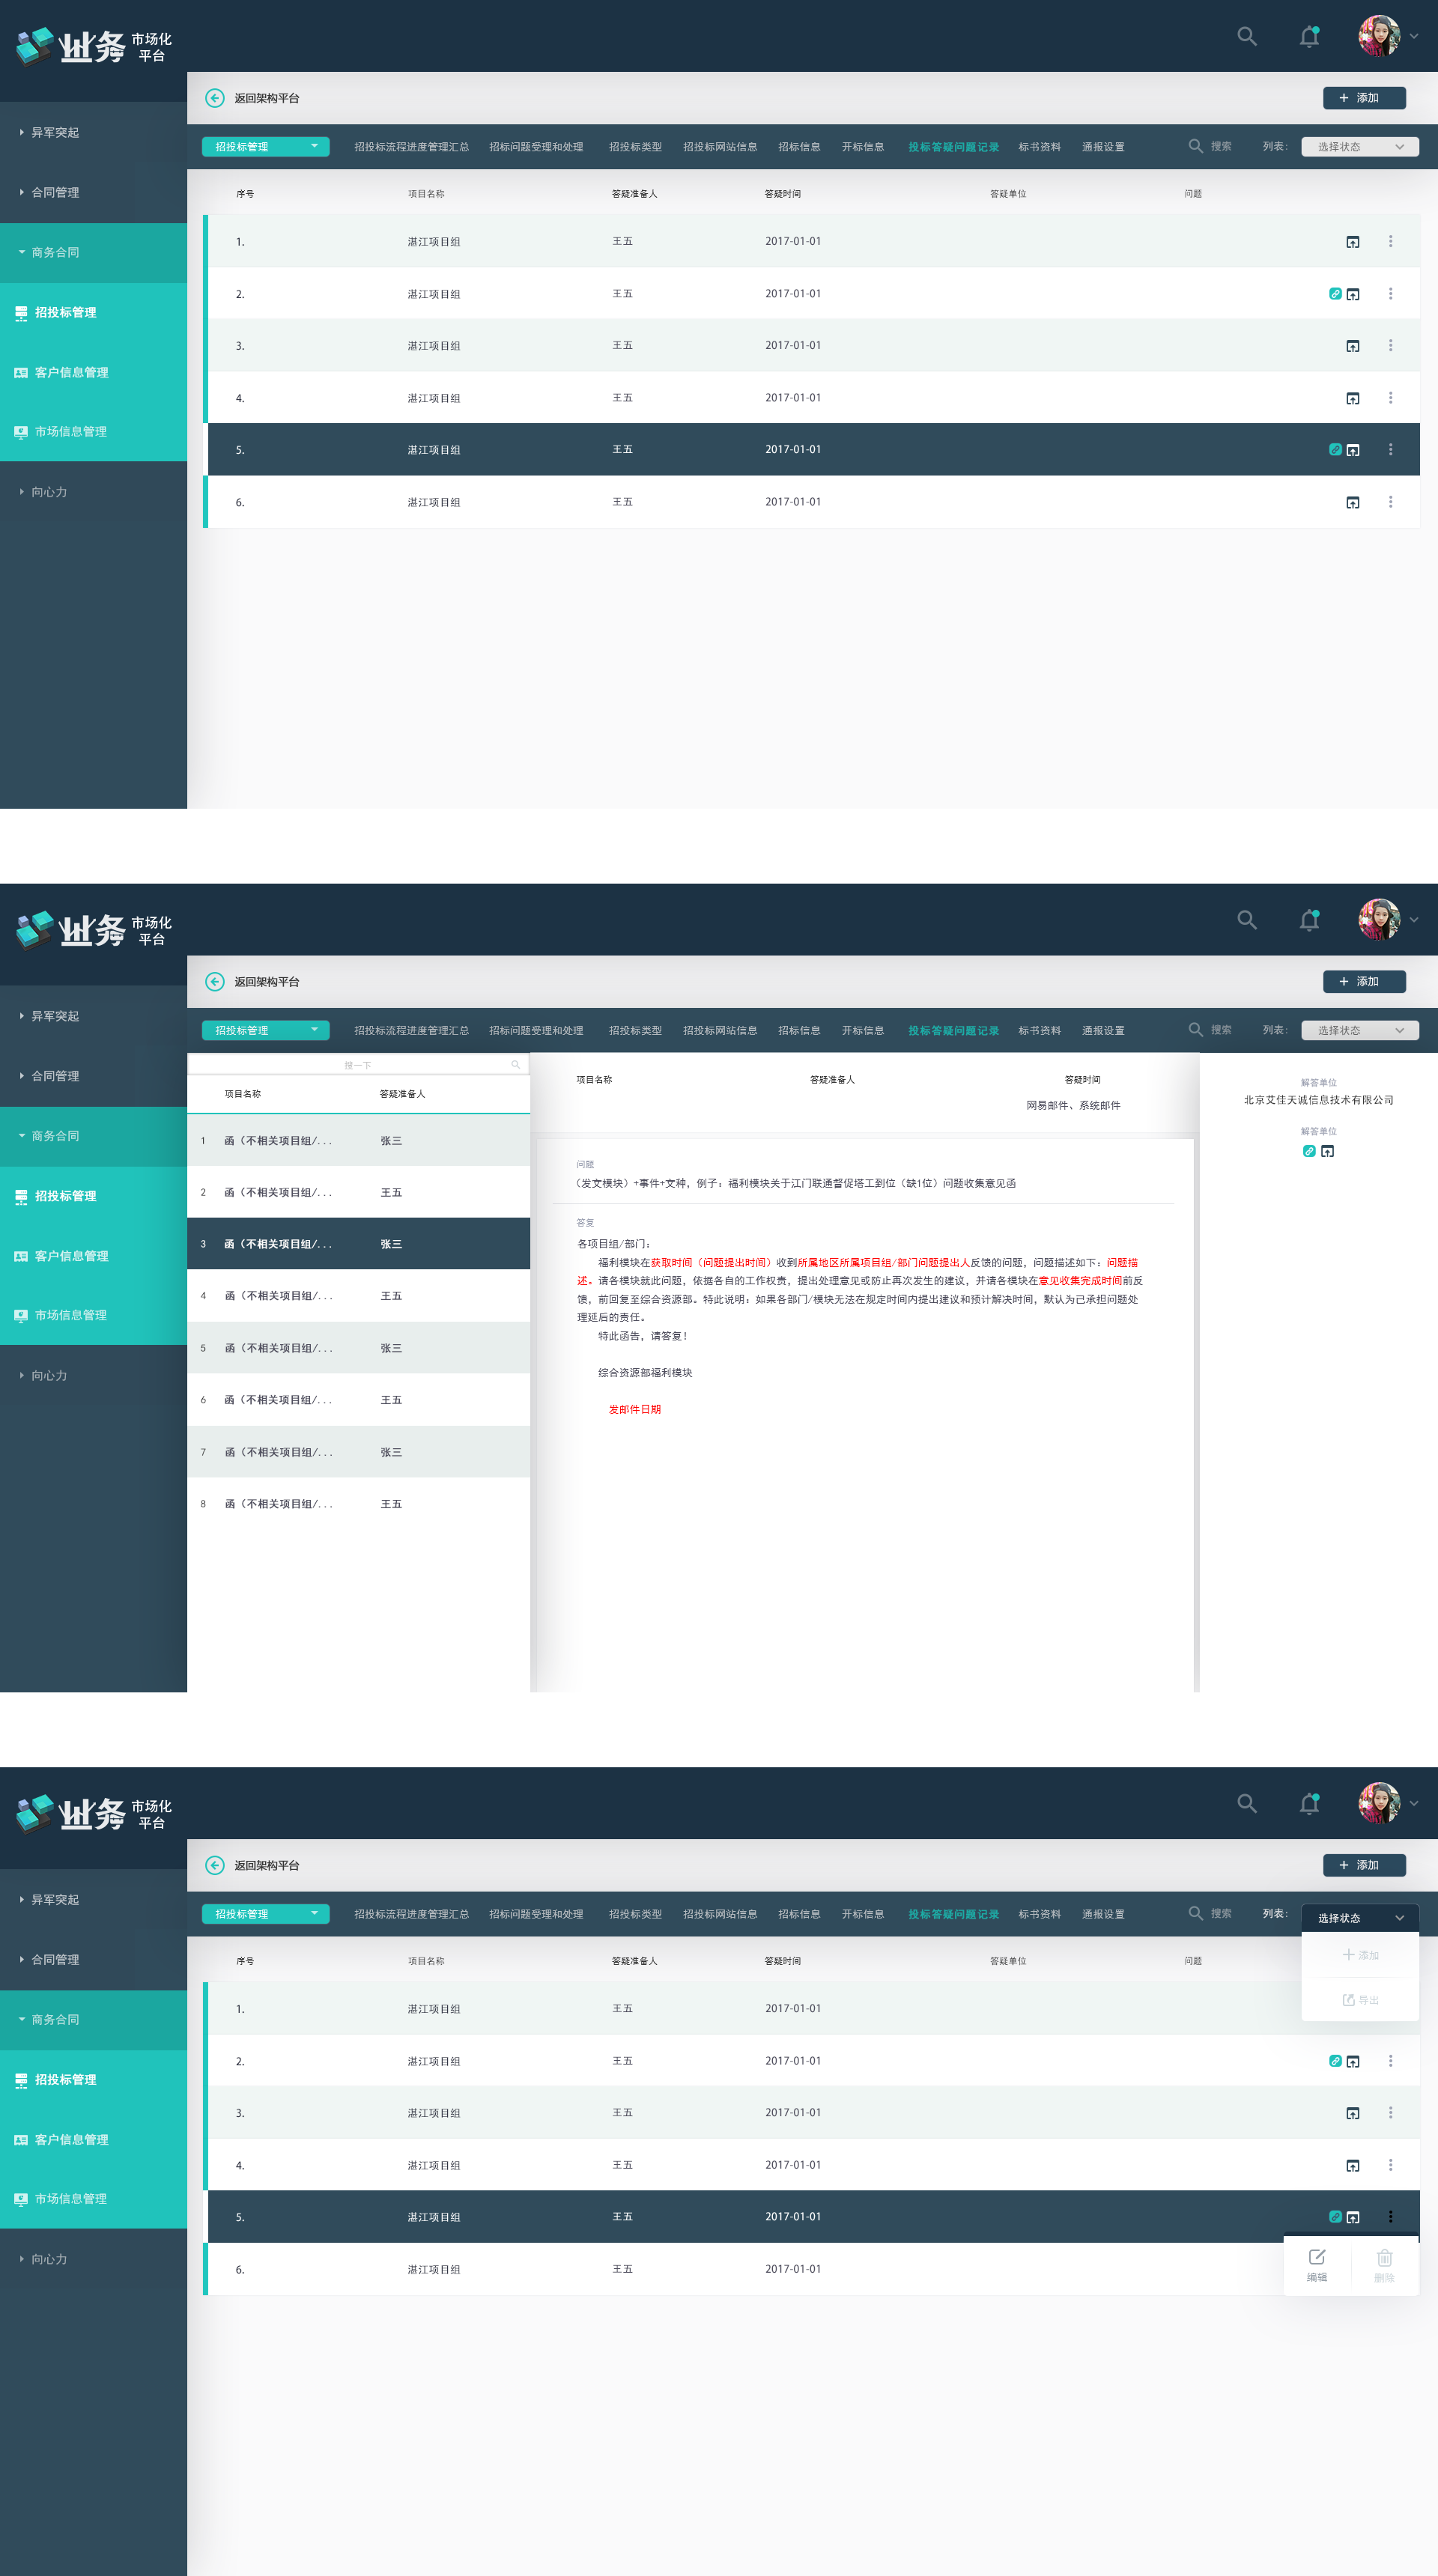 业务 市场化
平台
返回架构平台
+ 添加
异军突起
合同管理
商务合同
招投标管理
客户信息管理
市场信息管理
向心力
招投标管理 招投标流程进度管理汇总 招标问题受理和处理 招投标类型 招投标网站信息 招标信息 开标信息 投标答疑问题记录 标书资料 通报设置 搜索 列表: 选择状态
序号 项目名称 答疑准备人 答疑时间 答疑单位 问题
1. 湛江项目组 王五 2017-01-01
2. 湛江项目组 王五 2017-01-01
3. 湛江项目组 王五 2017-01-01
4. 湛江项目组 王五 2017-01-01
5. 湛江项目组 王五 2017-01-01
6. 湛江项目组 王五 2017-01-01
业务 市场化
平台
返回架构平台
+ 添加
异军突起
合同管理
商务合同
招投标管理
客户信息管理
市场信息管理
向心力
招投标管理 招投标流程进度管理汇总 招标问题受理和处理 招投标类型 招投标网站信息 招标信息 开标信息 投标答疑问题记录 标书资料 通报设置 搜索 列表: 选择状态
搜一下
项目名称 答疑准备人
1 函（不相关项目组/... 张三
2 函（不相关项目组/... 王五
3 函（不相关项目组/... 张三
4 函（不相关项目组/... 王五
5 函（不相关项目组/... 张三
6 函（不相关项目组/... 王五
7 函（不相关项目组/... 张三
8 函（不相关项目组/... 王五
项目名称 答疑准备人 答疑时间
网易邮件、系统邮件
问题
（发文模块）+事件+文种，例子：福利模块关于江门联通督促塔工到位（缺1位）问题收集意见函
答复
各项目组/部门：
福利模块在获取时间（问题提出时间）收到所属地区所属项目组/部门问题提出人反馈的问题，问题描述如下：问题描
述。请各模块就此问题，依据各自的工作权责，提出处理意见或防止再次发生的建议，并请各模块在意见收集完成时间前反
馈，前回复至综合资源部。特此说明：如果各部门/模块无法在规定时间内提出建议和预计解决时间，默认为已承担问题处
理延后的责任。
特此函告，请答复！
综合资源部福利模块
发邮件日期
解答单位
北京艾佳天诚信息技术有限公司
解答单位
业务 市场化
平台
返回架构平台
+ 添加
异军突起
合同管理
商务合同
招投标管理
客户信息管理
市场信息管理
向心力
招投标管理 招投标流程进度管理汇总 招标问题受理和处理 招投标类型 招投标网站信息 招标信息 开标信息 投标答疑问题记录 标书资料 通报设置 搜索 列表: 选择状态
添加
导出
序号 项目名称 答疑准备人 答疑时间 答疑单位 问题
1. 湛江项目组 王五 2017-01-01
2. 湛江项目组 王五 2017-01-01
3. 湛江项目组 王五 2017-01-01
4. 湛江项目组 王五 2017-01-01
5. 湛江项目组 王五 2017-01-01
6. 湛江项目组 王五 2017-01-01
编辑 删除